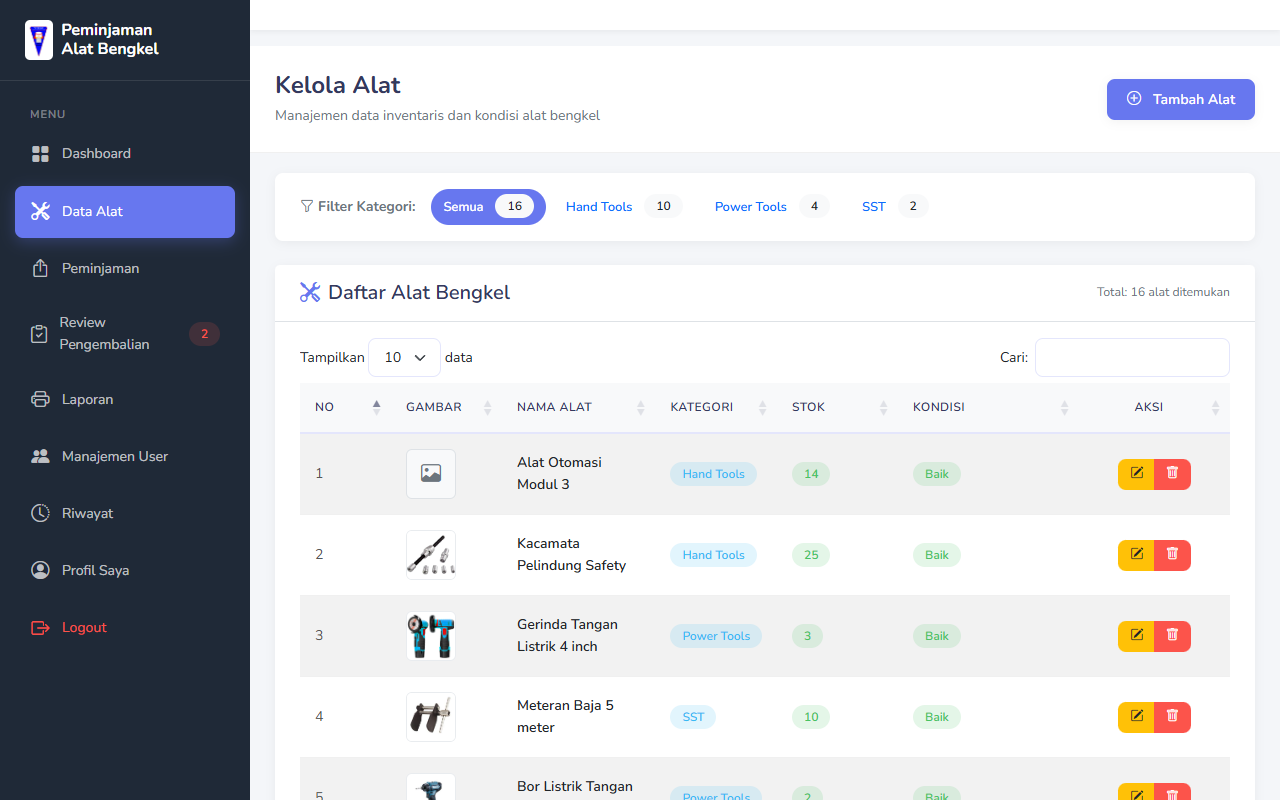 Peminjaman
Alat Bengkel
MENU
Dashboard
Data Alat
Peminjaman
Review
Pengembalian
2
Laporan
Manajemen User
Riwayat
Profil Saya
Logout
Kelola Alat
Manajemen data inventaris dan kondisi alat bengkel
Tambah Alat
Filter Kategori: Semua 16 Hand Tools 10 Power Tools 4 SST 2
Daftar Alat Bengkel
Total: 16 alat ditemukan
Tampilkan 10 data
Cari:
NO GAMBAR NAMA ALAT KATEGORI STOK KONDISI AKSI
1 Alat Otomasi Modul 3 Hand Tools 14 Baik
2 Kacamata Pelindung Safety Hand Tools 25 Baik
3 Gerinda Tangan Listrik 4 inch Power Tools 3 Baik
4 Meteran Baja 5 meter SST 10 Baik
5 Bor Listrik Tangan Power Tools 2 Baik